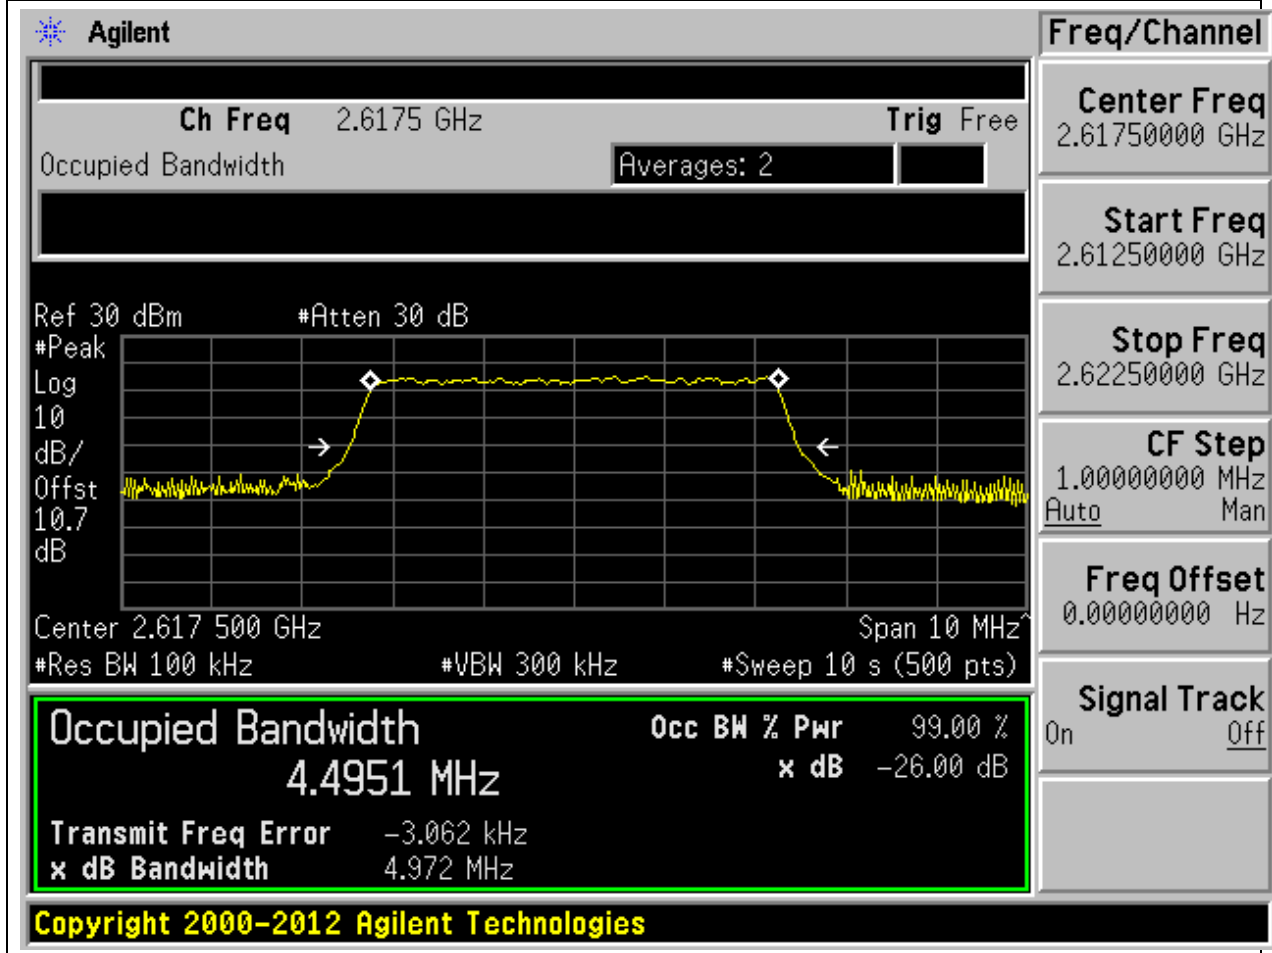 Agilent
Freq/Channel
Ch Freq 2.6175 GHz Trig Free
Occupied Bandwidth Averages: 2
Ref 30 dBm #Atten 30 dB
#Peak
Log
10
dB/
Offst
10.7
dB
Center 2.617 500 GHz Span 10 MHz^
#Res BW 100 kHz #VBW 300 kHz #Sweep 10 s (500 pts)
Occupied Bandwidth
4.4951 MHz
Occ BW % Pwr 99.00 %
x dB -26.00 dB
Transmit Freq Error -3.062 kHz
x dB Bandwidth 4.972 MHz
Copyright 2000-2012 Agilent Technologies
Center Freq
2.61750000 GHz
Start Freq
2.61250000 GHz
Stop Freq
2.62250000 GHz
CF Step
1.00000000 MHz
Auto Man
Freq Offset
0.00000000 Hz
Signal Track
On Off